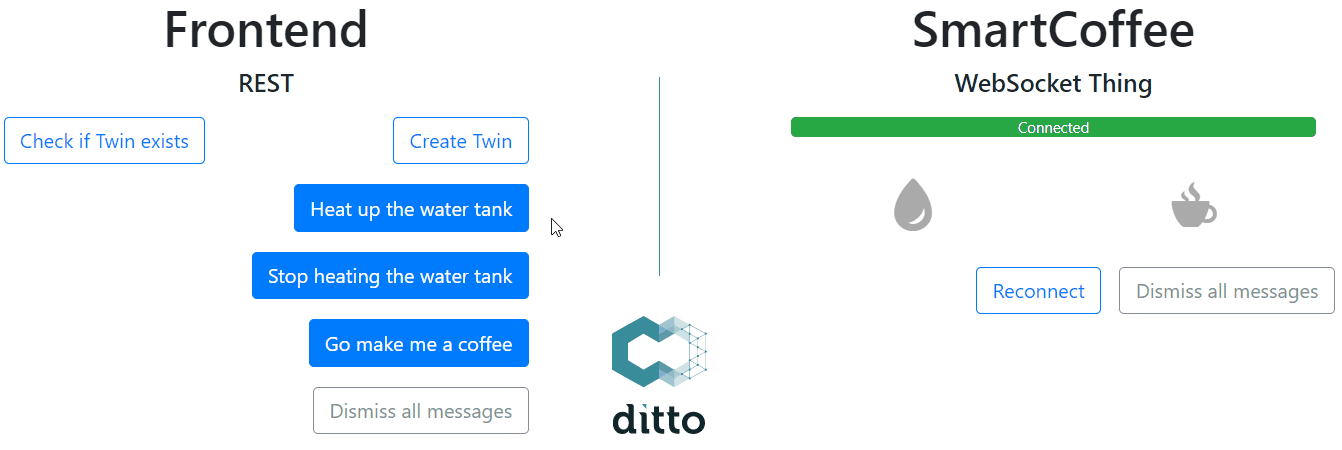 Frontend
REST
Check if Twin exists
Create Twin
Heat up the water tank
Stop heating the water tank
Go make me a coffee
Dismiss all messages
ditto
SmartCoffee
WebSocket Thing
Connected
Reconnect
Dismiss all messages